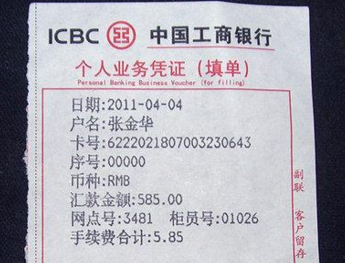 ICBC 中国工商银行
个人业务凭证（填单）
Personal Banking Business Voucher (for filling)
日期:2011-04-04
户名:张金华
卡号:6222021807003230643
序号:00000
币种:RMB
汇款金额:585.00
网点号:3481 柜员号:01026
手续费合计:5.85
副联 客户留存